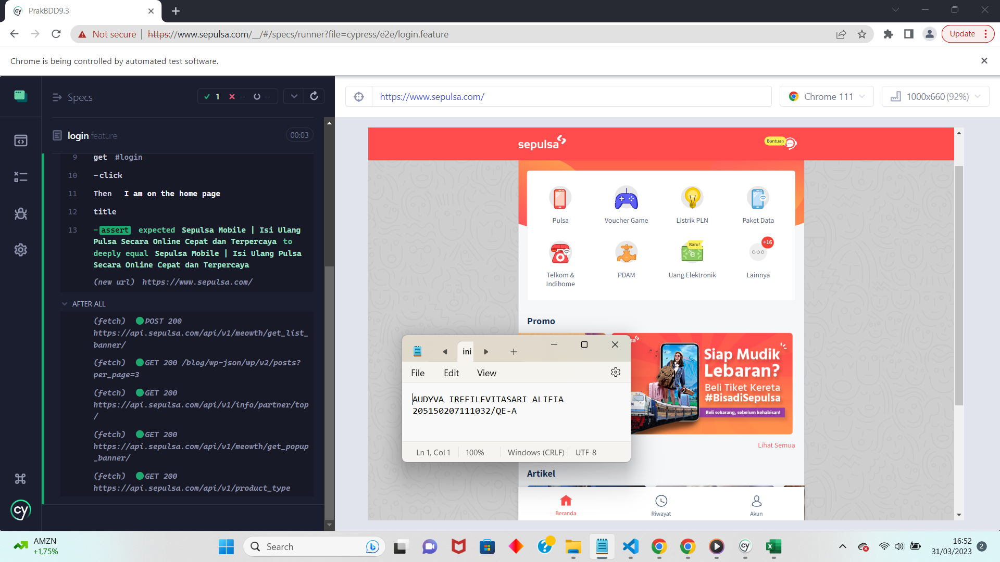 PrakBDD9.3
Not secure
https://www.sepulsa.com/__/#/specs/runner?file=cypress/e2e/login.feature
Update
Chrome is being controlled by automated test software.
Specs
1
--
--
login.feature
00:03
9 get #login
10 -click
11 Then I am on the home page
12 title
13 -assert expected Sepulsa Mobile | Isi Ulang
Pulsa Secara Online Cepat dan Terpercaya to
deeply equal Sepulsa Mobile | Isi Ulang Pulsa
Secara Online Cepat dan Terpercaya
(new url) https://www.sepulsa.com/
AFTER ALL
(fetch) POST 200
https://api.sepulsa.com/api/v1/meowth/get_list_
banner/
(fetch) GET 200 /blog/wp-json/wp/v2/posts?
per_page=3
(fetch) GET 200
https://api.sepulsa.com/api/v1/info/partner/top
/
(fetch) GET 200
https://api.sepulsa.com/api/v1/meowth/get_popup
_banner/
(fetch) GET 200
https://api.sepulsa.com/api/v1/product_type
cy
https://www.sepulsa.com/
Chrome 111
1000x660 (92%)
sepulsa
Bantuan
Pulsa
Voucher Game
Listrik PLN
Paket Data
Telkom &
Indihome
PDAM
Baru!
Uang Elektronik
+16
Lainnya
Promo
Siap Mudik
Lebaran?
Beli Tiket Kereta
#BisadiSepulsa
Beli sekarang, sebelum kehabisan!
Lihat Semua
Artikel
Beranda
Riwayat
Akun
ini
File Edit View
AUDYVA IREFILEVITASARI ALIFIA
205150207111032/QE-A
Ln 1, Col 1
100%
Windows (CRLF)
UTF-8
AMZN
+1,75%
Search
16:52
31/03/2023
2